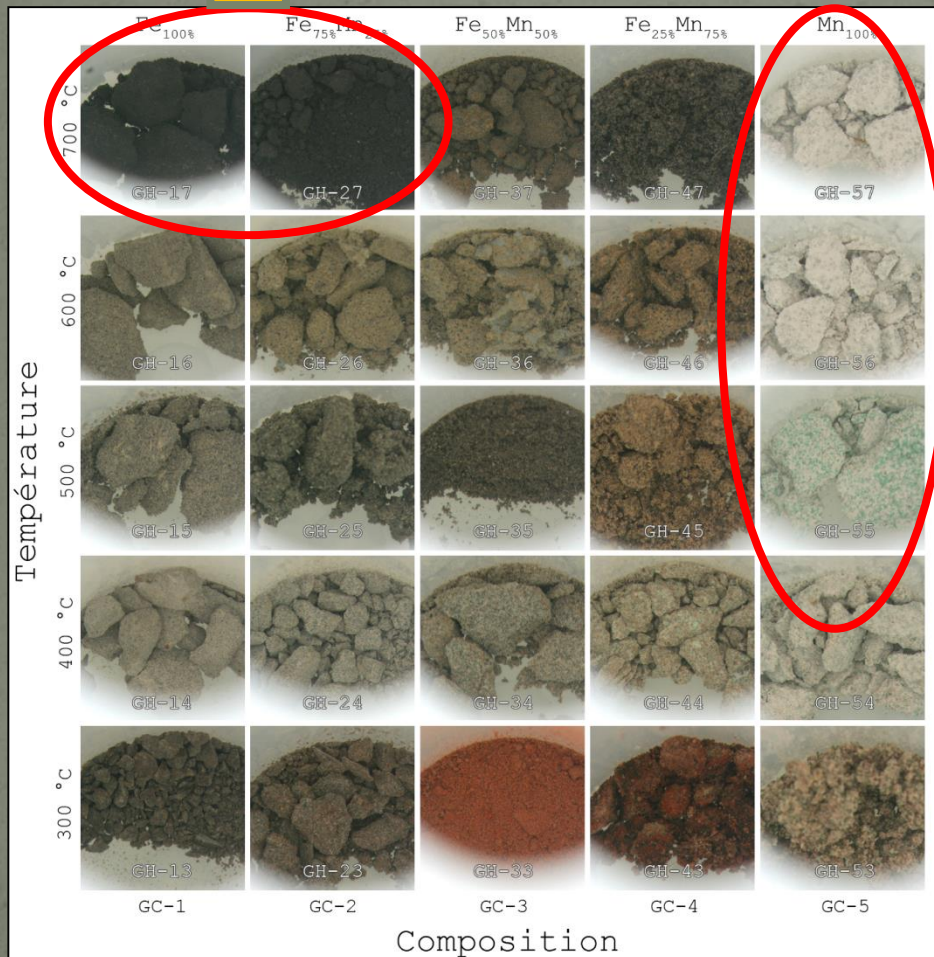 Fe100% Fe75%Mn25% Fe50%Mn50% Fe25%Mn75% Mn100%
700 °C
GH-17 GH-27 GH-37 GH-47 GH-57
600 °C
GH-16 GH-26 GH-36 GH-46 GH-56
Température
500 °C
GH-15 GH-25 GH-35 GH-45 GH-55
400 °C
GH-14 GH-24 GH-34 GH-44 GH-54
300 °C
GH-13 GH-23 GH-33 GH-43 GH-53
GC-1 GC-2 GC-3 GC-4 GC-5
Composition